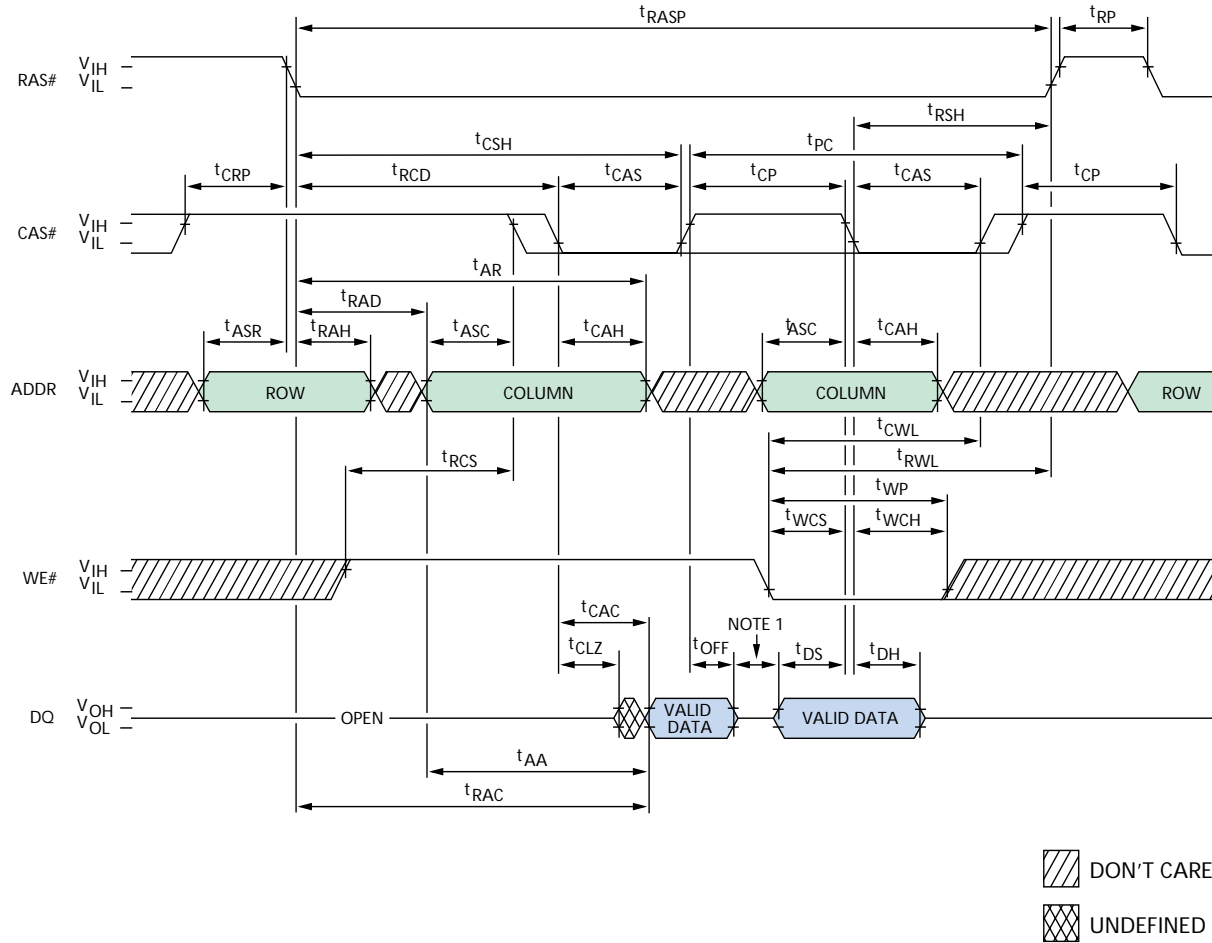 tRASP
tRP
RAS#
VIH
VIL
tRSH
tCSH
tPC
tCRP
tRCD
tCAS
tCP
tCAS
tCP
CAS#
VIH
VIL
tAR
tRAD
tASR
tRAH
tASC
tCAH
tASC
tCAH
ADDR
VIH
VIL
ROW
COLUMN
COLUMN
ROW
tCWL
tRCS
tRWL
tWP
tWCS
tWCH
WE#
VIH
VIL
tCAC
NOTE 1
tCLZ
tOFF
tDS
tDH
DQ
VOH
VOL
OPEN
VALID
DATA
VALID DATA
tAA
tRAC
DON'T CARE
UNDEFINED